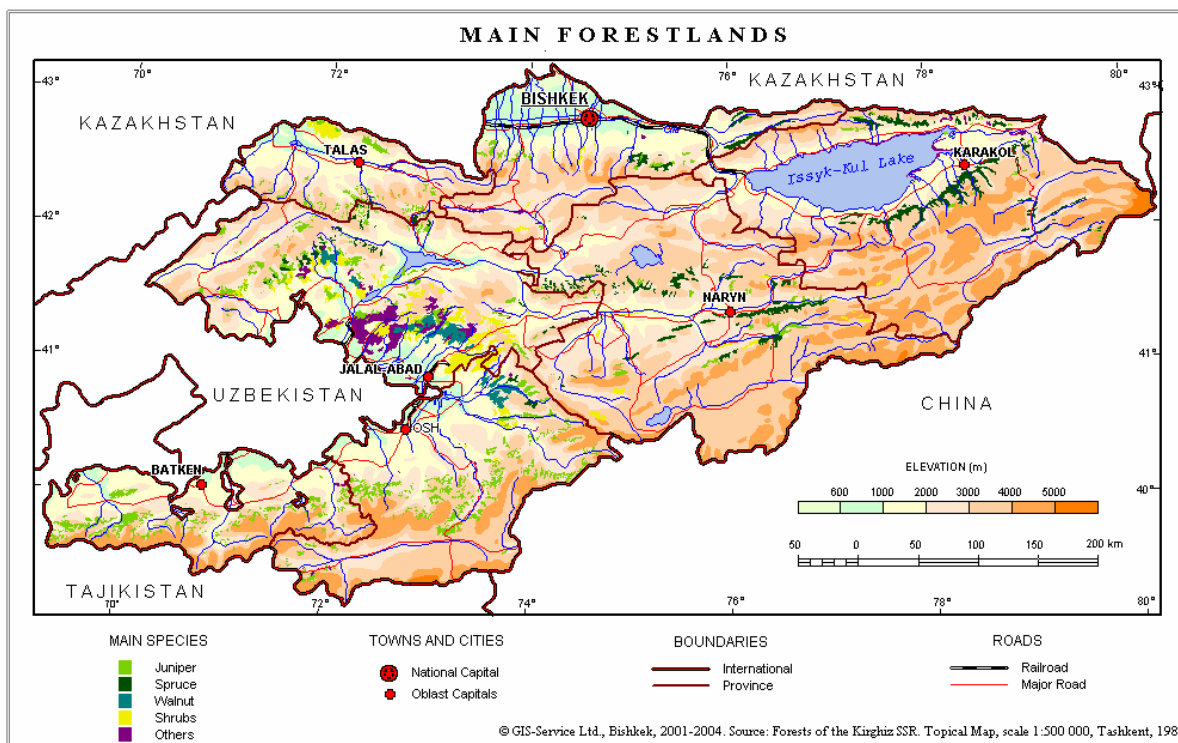 MAIN FORESTLANDS
70° 72° 76° 78° 80°
43° 43°
KAZAKHSTAN
KAZAKHSTAN
BISHKEK
TALAS
KARAKOL
Issyk-Kul Lake
42° 42°
NARYN
41° 41°
JALAL-ABAD
UZBEKISTAN
CHINA
OSH
BATKEN
ELEVATION (m)
600 1000 2000 3000 4000 5000
40°
50 0 50 100 150 200 km
TAJIKISTAN
70° 72° 74° 76° 78° 80°
MAIN SPECIES
Juniper
Spruce
Walnut
Shrubs
Others
TOWNS AND CITIES
National Capital
Oblast Capitals
BOUNDARIES
International
Province
ROADS
Railroad
Major Road
© GIS-Service Ltd., Bishkek, 2001-2004. Source: Forests of the Kirghiz SSR. Topical Map, scale 1:500 000, Tashkent, 198